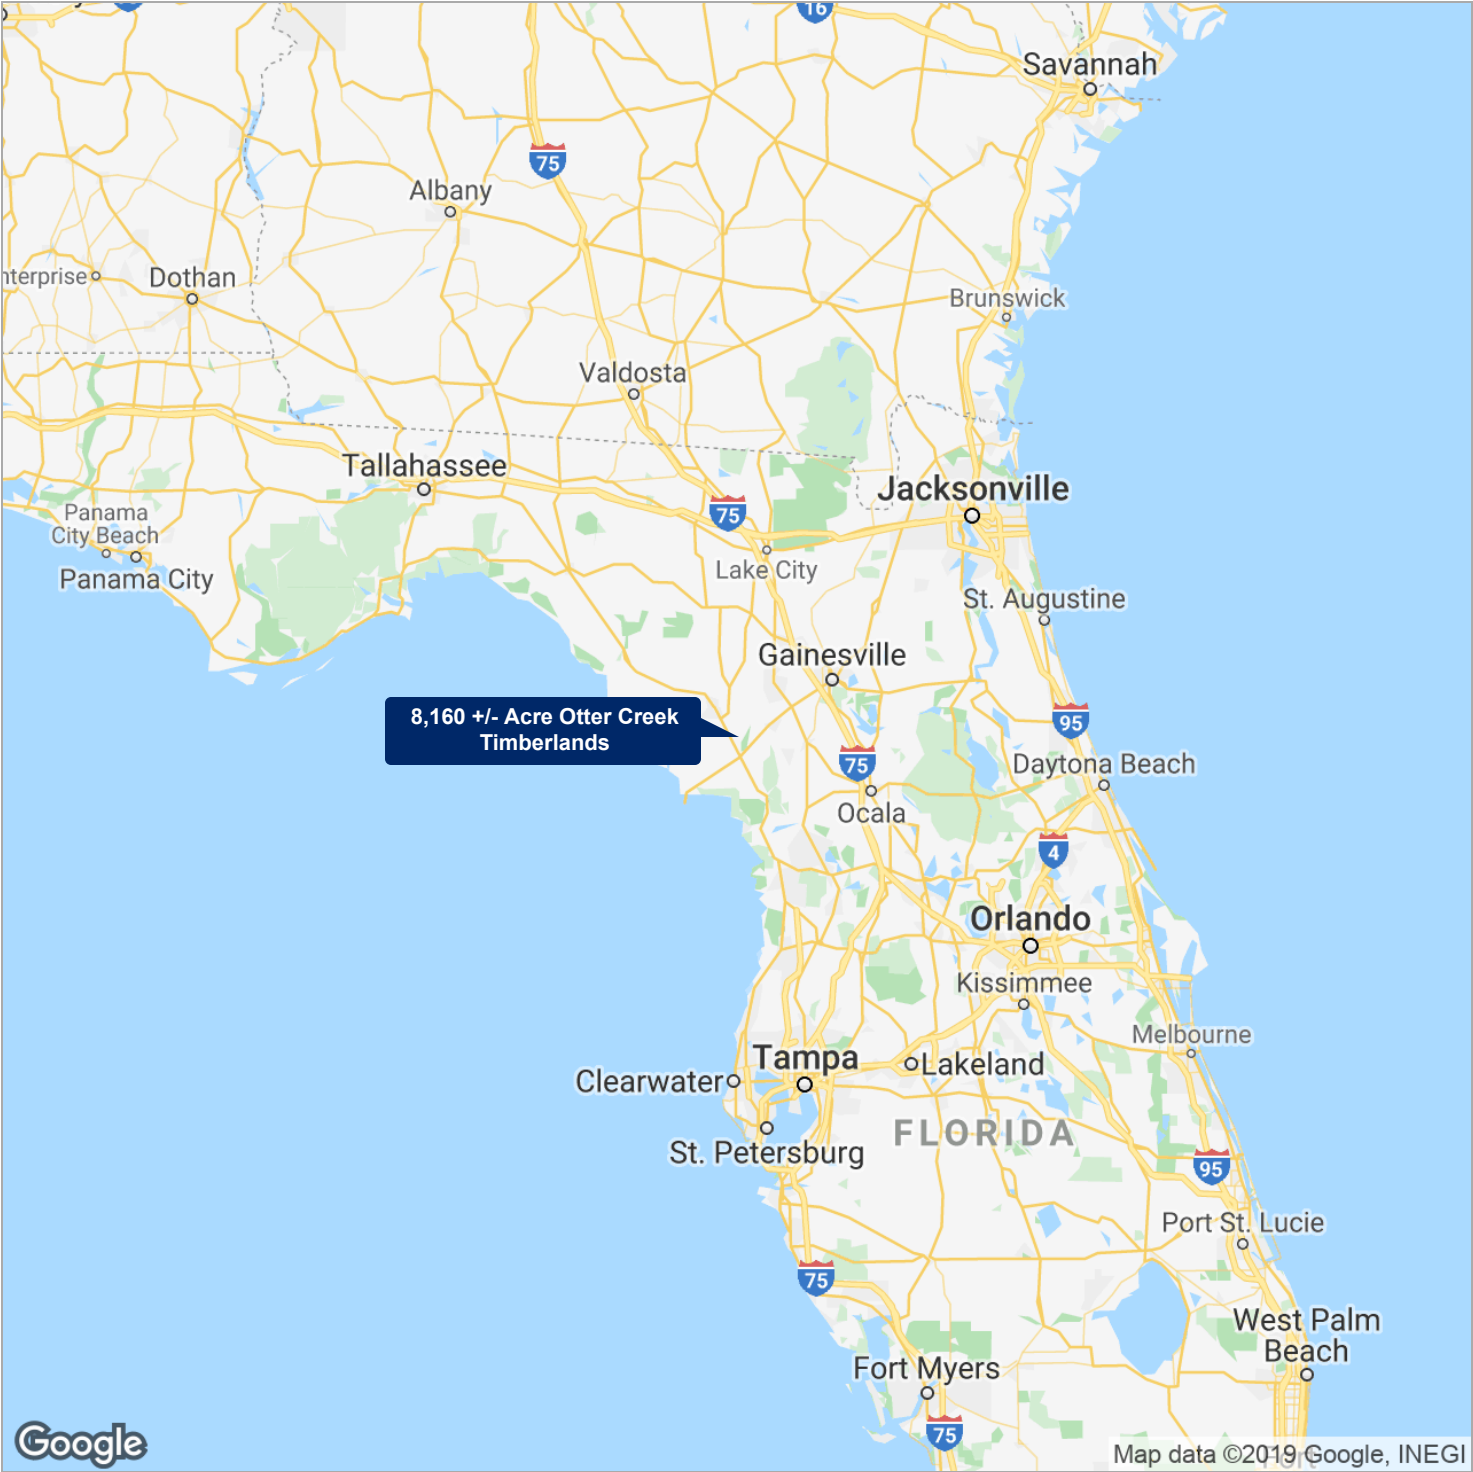 16
Savannah
75
Albany
nterprise
Dothan
Brunswick
Valdosta
Tallahassee
Jacksonville
75
Panama
City Beach
Lake City
Panama City
St. Augustine
Gainesville
8,160 +/- Acre Otter Creek
Timberlands
95
75
Daytona Beach
Ocala
4
Orlando
Kissimmee
Melbourne
Tampa
Clearwater
Lakeland
FLORIDA
St. Petersburg
95
Port St. Lucie
75
West Palm
Beach
Fort Myers
75
Google
Map data ©2019 Google, INEGI